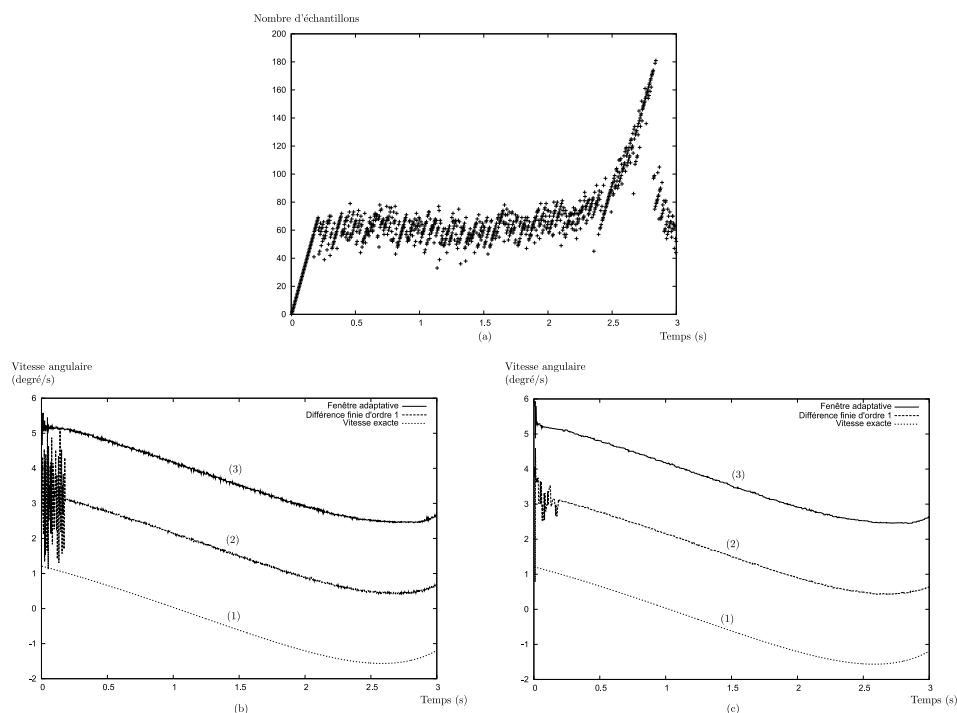 Nombre d'échantillons
200
180
160
140
120
100
80
60
40
20
0
0 0.5 1 1.5 2 2.5 3
(a) Temps (s)
Vitesse angulaire
(degré/s)
6
5
4
3
2
1
0
−1
−2
Fenêtre adaptative
Différence finie d'ordre 1
Vitesse exacte
(3)
(2)
(1)
0 0.5 1 1.5 2 2.5 3
Temps (s)
(b)
Vitesse angulaire
(degré/s)
6
5
4
3
2
1
0
−1
−2
Fenêtre adaptative
Différence finie d'ordre 1
Vitesse exacte
(3)
(2)
(1)
0 0.5 1 1.5 2 2.5 3
Temps (s)
(c)